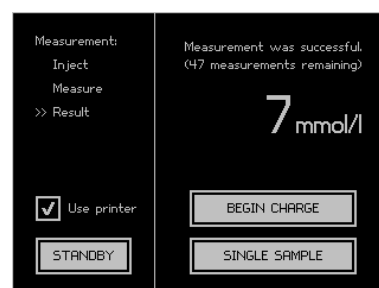 Measurement:
Inject
Measure
>> Result
Use printer
STANDBY
Measurement was successful.
(47 measurements remaining)
7 mmol/l
BEGIN CHARGE
SINGLE SAMPLE